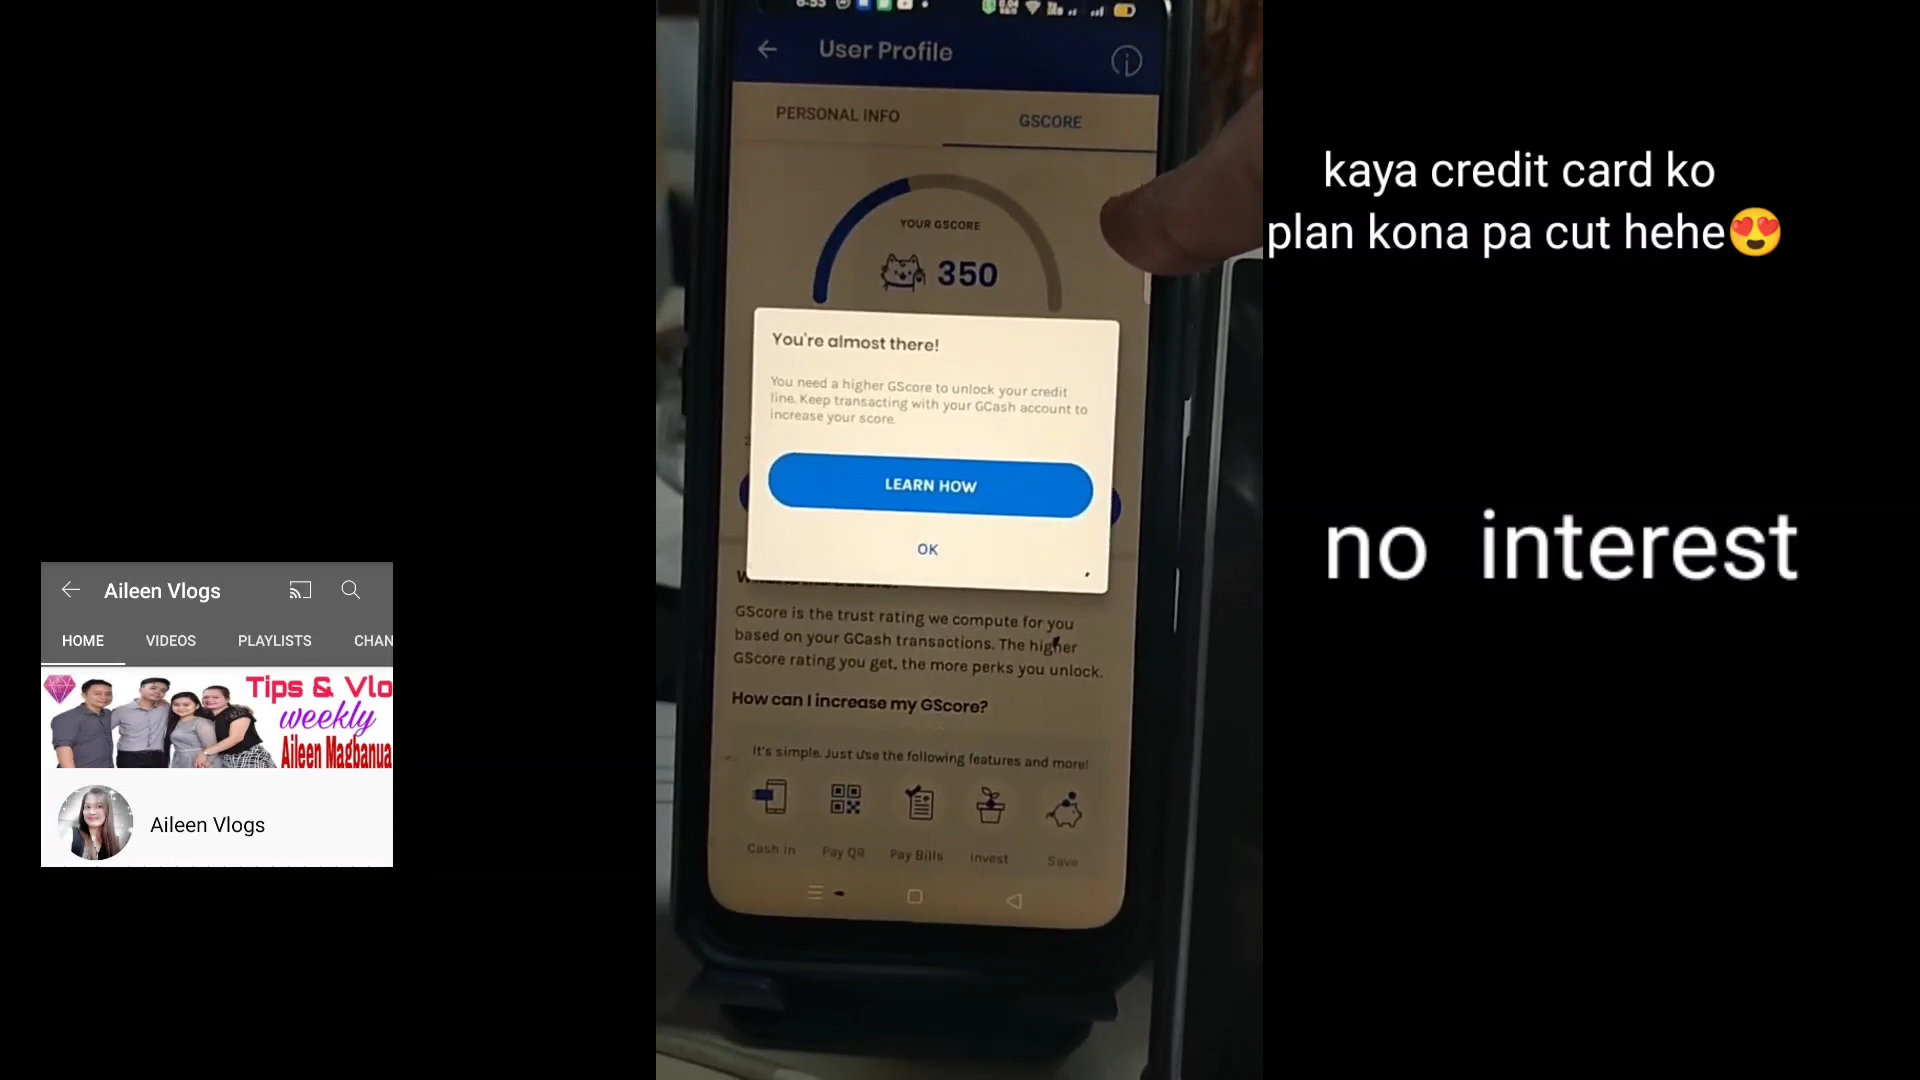 User Profile
PERSONAL INFO
GSCORE
YOUR GSCORE
350
You're almost there!
You need a higher GScore to unlock your credit
line. Keep transacting with your GCash account to
increase your score.
LEARN HOW
OK
GScore is the trust rating we compute for you
based on your GCash transactions. The higher
GScore rating you get, the more perks you unlock.
How can I increase my GScore?
It's simple. Just use the following features and more!
Cash in
Pay QR
Pay Bills
Invest
Save
kaya credit card ko
plan kona pa cut hehe😍
no interest
Aileen Vlogs
HOME
VIDEOS
PLAYLISTS
CHAN
Tips & Vlo
weekly
Aileen Magbanua
Aileen Vlogs